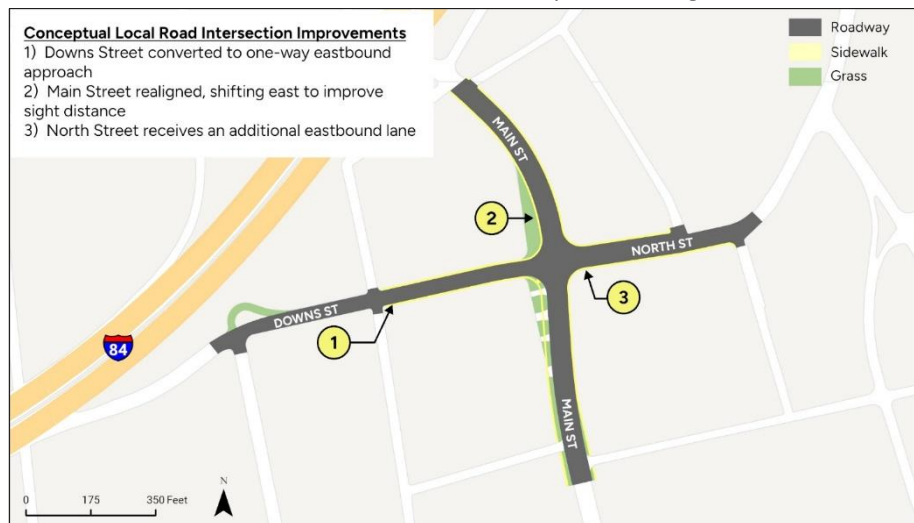 Conceptual Local Road Intersection Improvements
1) Downs Street converted to one-way eastbound
approach
2) Main Street realigned, shifting east to improve
sight distance
3) North Street receives an additional eastbound lane
Roadway
Sidewalk
Grass
MAIN ST
2
NORTH ST
3
DOWNS ST
1
84
MAIN ST
0 175 350 Feet
N